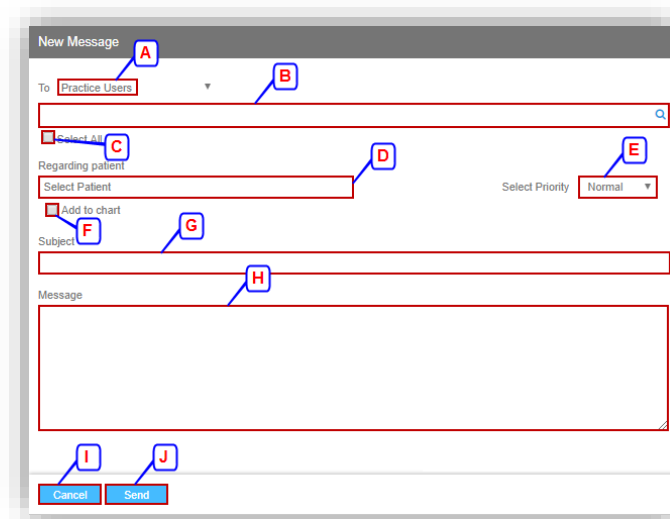 New Message
A
To Practice Users
B
Select All
C
Regarding patient
D
E
Select Patient
Select Priority Normal
Add to chart
F
G
Subject
H
Message
I
J
Cancel Send